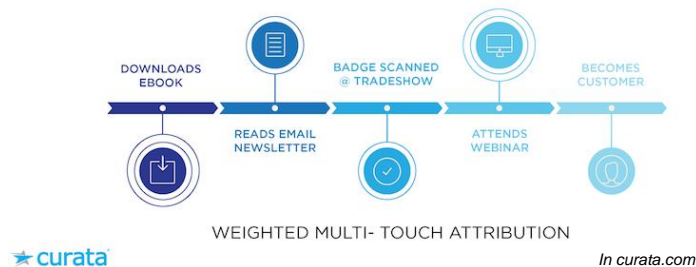 DOWNLOADS
EBOOK
READS EMAIL
NEWSLETTER
BADGE SCANNED
@ TRADESHOW
ATTENDS
WEBINAR
BECOMES
CUSTOMER
WEIGHTED MULTI- TOUCH ATTRIBUTION
curata
In curata.com